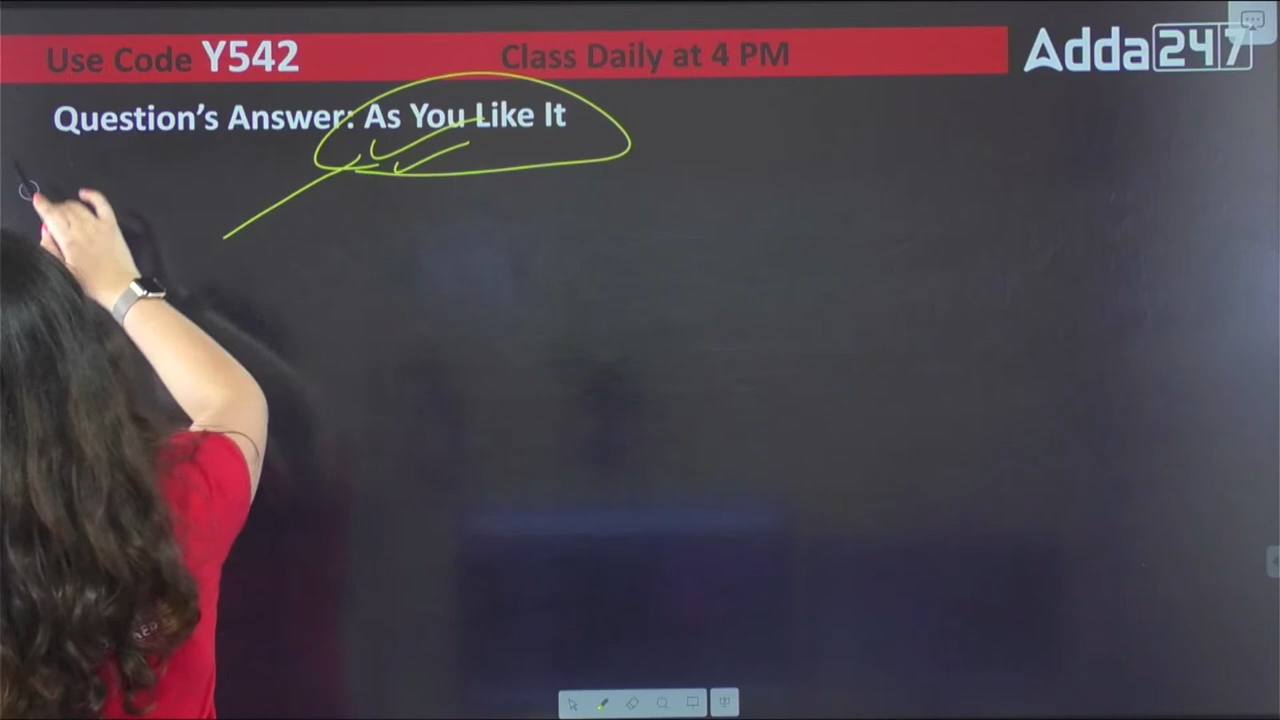 Use Code Y542 Class Daily at 4 PM
Adda247
Question's Answer: As You Like It